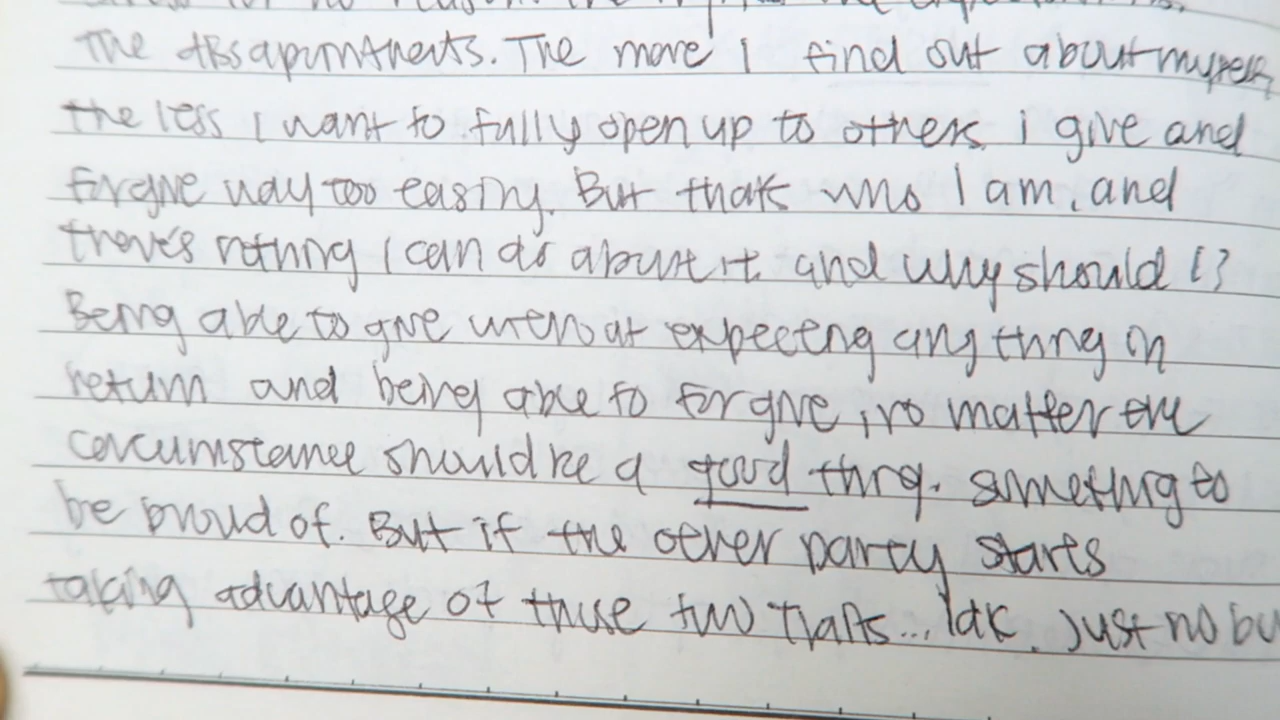 the disapointments. The more I find out about myself,
the less I want to fully open up to others. I give and
forgive way too easily. But thats who I am, and
there's nothing I can do about it. and why should I?
Being able to give without expecting anything in
return and being able to forgive, no matter the
circumstance should be a good thing. something to
be proud of. But if the other party starts
taking advantage of those two traits... Idk. Just no